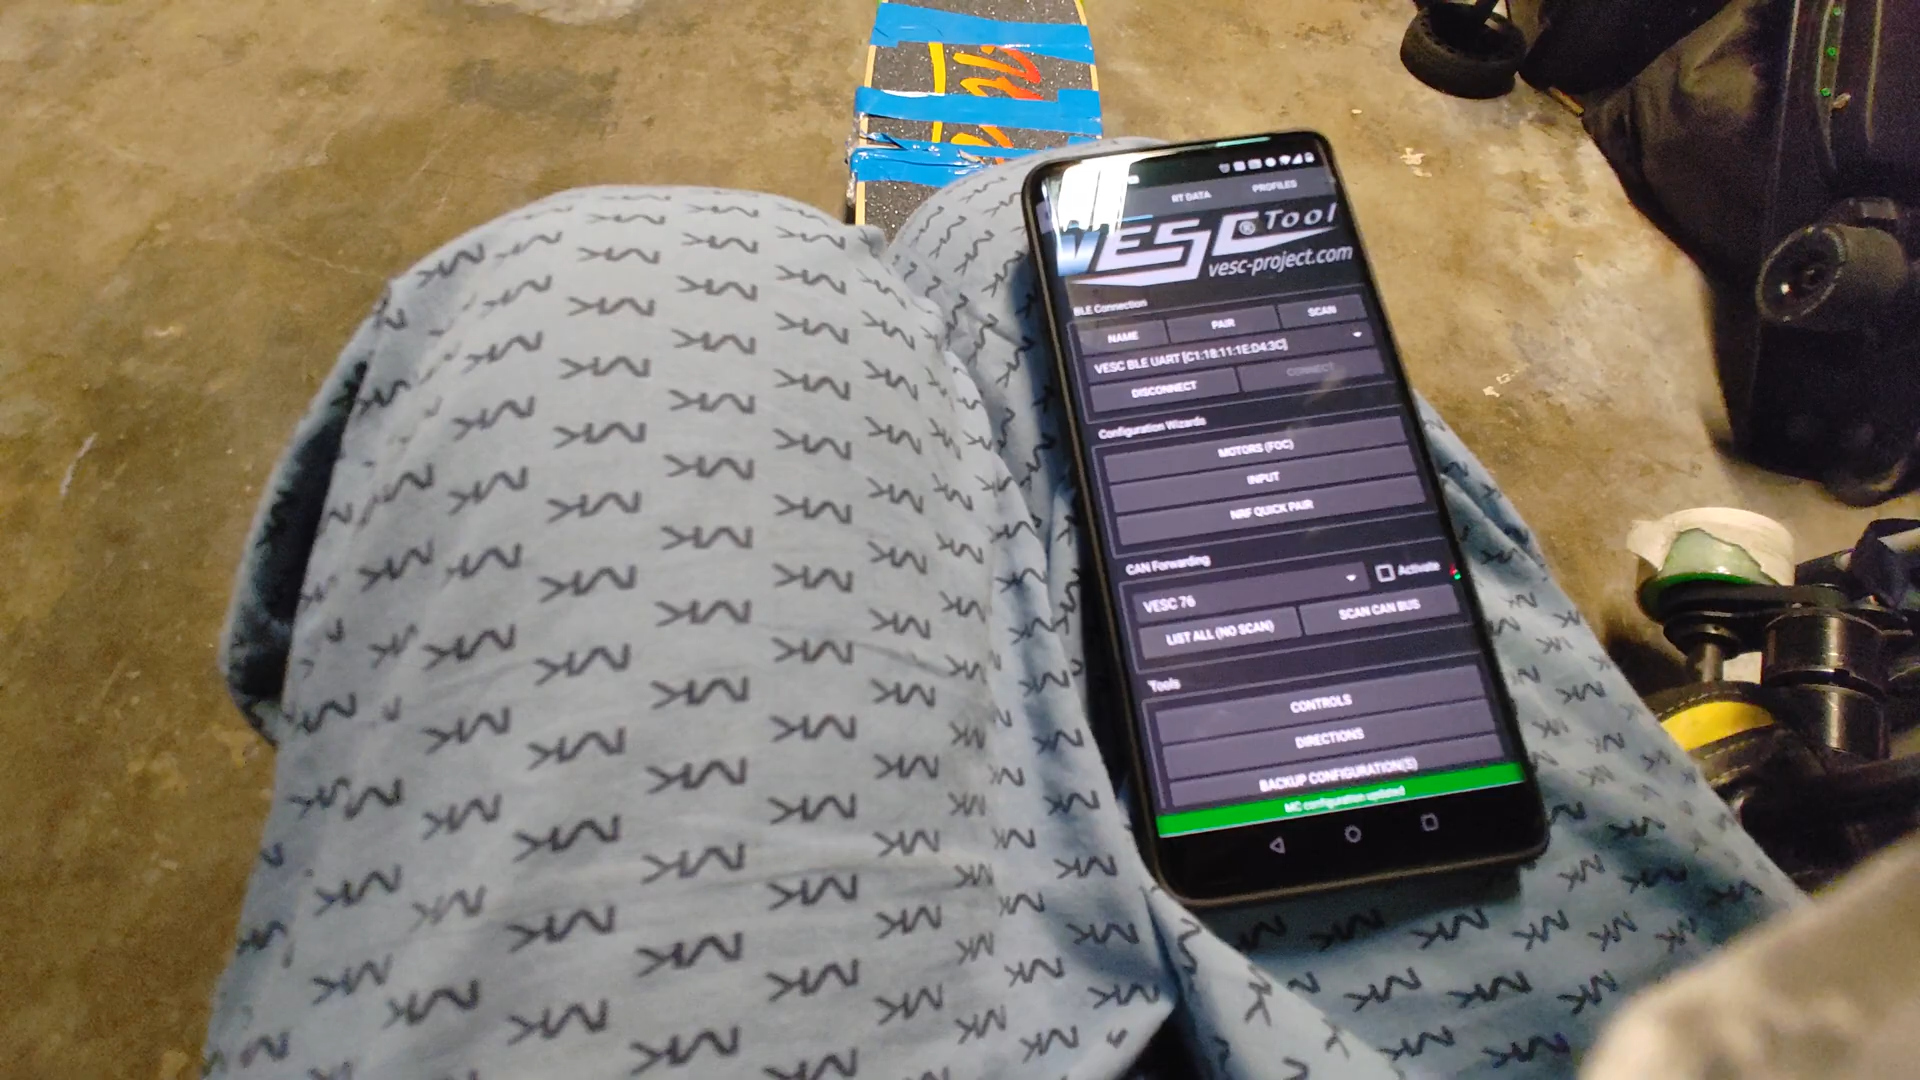 RT DATA PROFILES
VESC® Tool
vesc-project.com
BLE Connection
NAME PAIR SCAN
VESC BLE UART [C1:18:11:1E:D4:3C]
DISCONNECT CONNECT
Configuration Wizards
MOTORS (FOC)
INPUT
NRF QUICK PAIR
CAN Forwarding
VESC 76 Activate
LIST ALL (NO SCAN) SCAN CAN BUS
Tools
CONTROLS
DIRECTIONS
BACKUP CONFIGURATION(S)
MC configuration updated